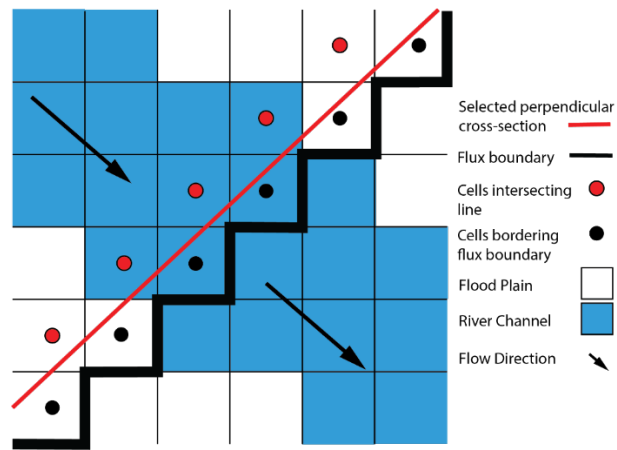 Selected perpendicular
cross-section
Flux boundary
Cells intersecting
line
Cells bordering
flux boundary
Flood Plain
River Channel
Flow Direction